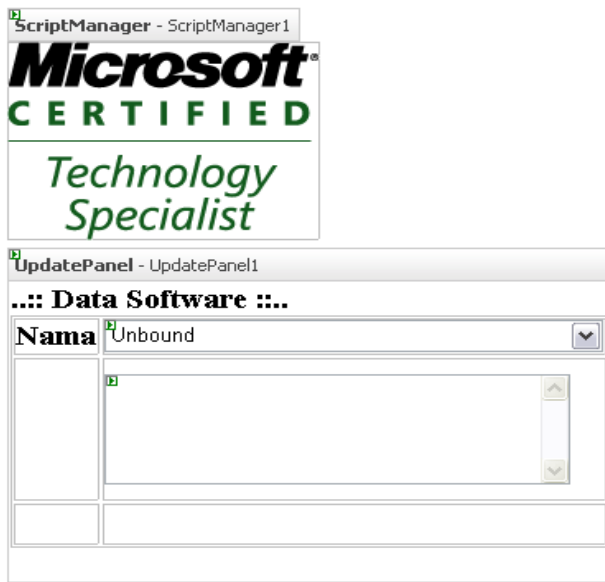 ScriptManager - ScriptManager1
Microsoft®
CERTIFIED
Technology
Specialist
UpdatePanel - UpdatePanel1
..:: Data Software ::..
Nama Unbound